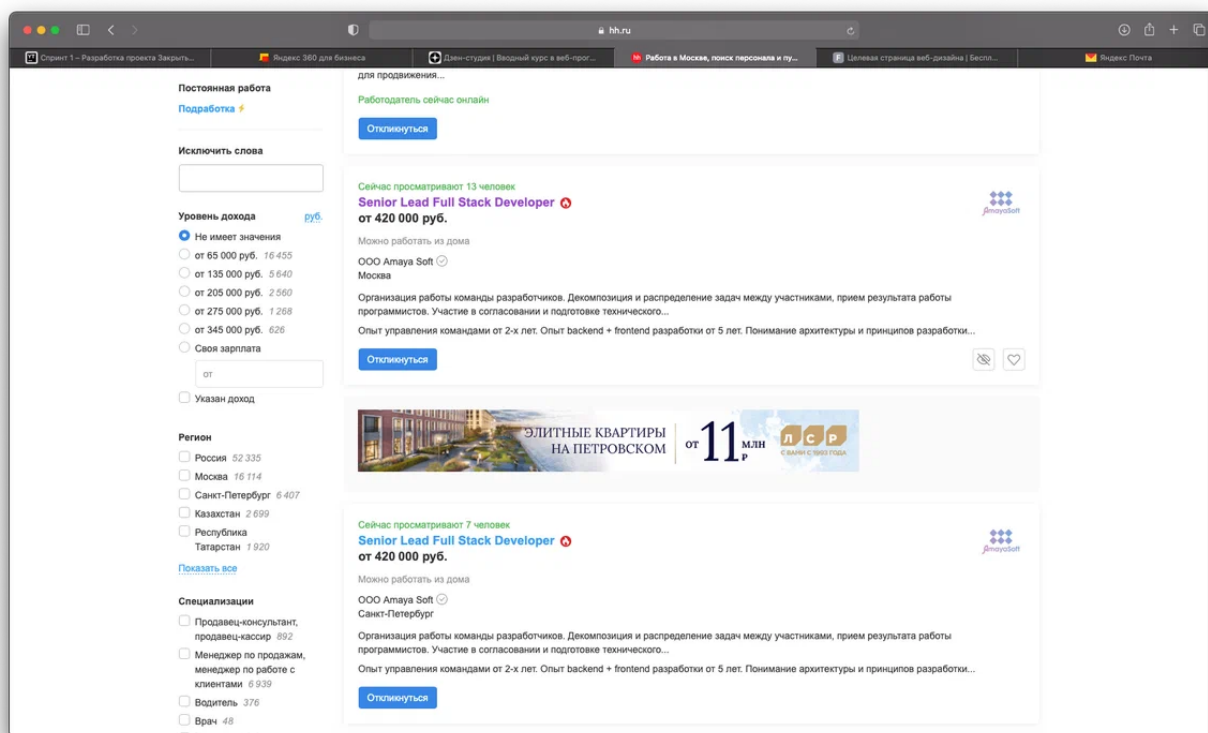 hh.ru
Спринт 1 – Разработка проекта Закрыть...
Яндекс 360 для бизнеса
Дзен-студия | Вводный курс в веб-прог...
hh Работа в Москве, поиск персонала и пу...
F Целевая страница веб-дизайна | Беспл...
Яндекс Почта
Постоянная работа
Подработка
Исключить слова
Уровень дохода руб.
Не имеет значения
от 65 000 руб. 16 455
от 135 000 руб. 5 640
от 205 000 руб. 2 560
от 275 000 руб. 1 268
от 345 000 руб. 626
Своя зарплата
от
Указан доход
Регион
Россия 52 335
Москва 16 114
Санкт-Петербург 6 407
Казахстан 2 699
Республика
Татарстан 1 920
Показать все
Специализации
Продавец-консультант,
продавец-кассир 892
Менеджер по продажам,
менеджер по работе с
клиентами 6 939
Водитель 376
Врач 48
для продвижения...
Работодатель сейчас онлайн
Откликнуться
Сейчас просматривают 13 человек
Senior Lead Full Stack Developer
от 420 000 руб.
Можно работать из дома
ООО Amaya Soft
Москва
Организация работы команды разработчиков. Декомпозиция и распределение задач между участниками, прием результата работы
программистов. Участие в согласовании и подготовке технического...
Опыт управления командами от 2-х лет. Опыт backend + frontend разработки от 5 лет. Понимание архитектуры и принципов разработки...
Откликнуться
AmayaSoft
ЭЛИТНЫЕ КВАРТИРЫ
НА ПЕТРОВСКОМ
от 11 млн
Р
ЛСР
С ВАМИ С 1993 ГОДА
Сейчас просматривают 7 человек
Senior Lead Full Stack Developer
от 420 000 руб.
Можно работать из дома
ООО Amaya Soft
Санкт-Петербург
Организация работы команды разработчиков. Декомпозиция и распределение задач между участниками, прием результата работы
программистов. Участие в согласовании и подготовке технического...
Опыт управления командами от 2-х лет. Опыт backend + frontend разработки от 5 лет. Понимание архитектуры и принципов разработки...
Откликнуться
AmayaSoft